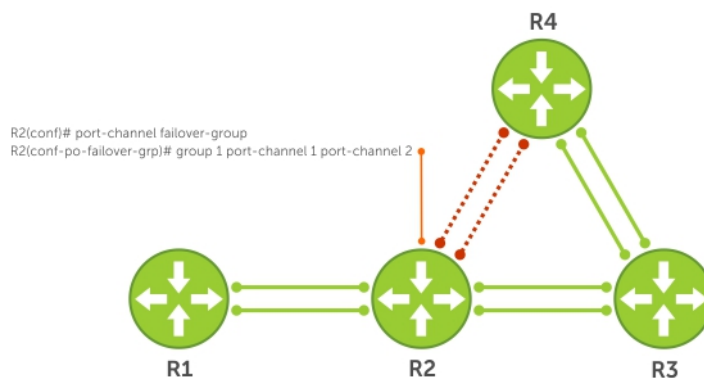 R4
R2(conf)# port-channel failover-group
R2(conf-po-failover-grp)# group 1 port-channel 1 port-channel 2
R1
R2
R3